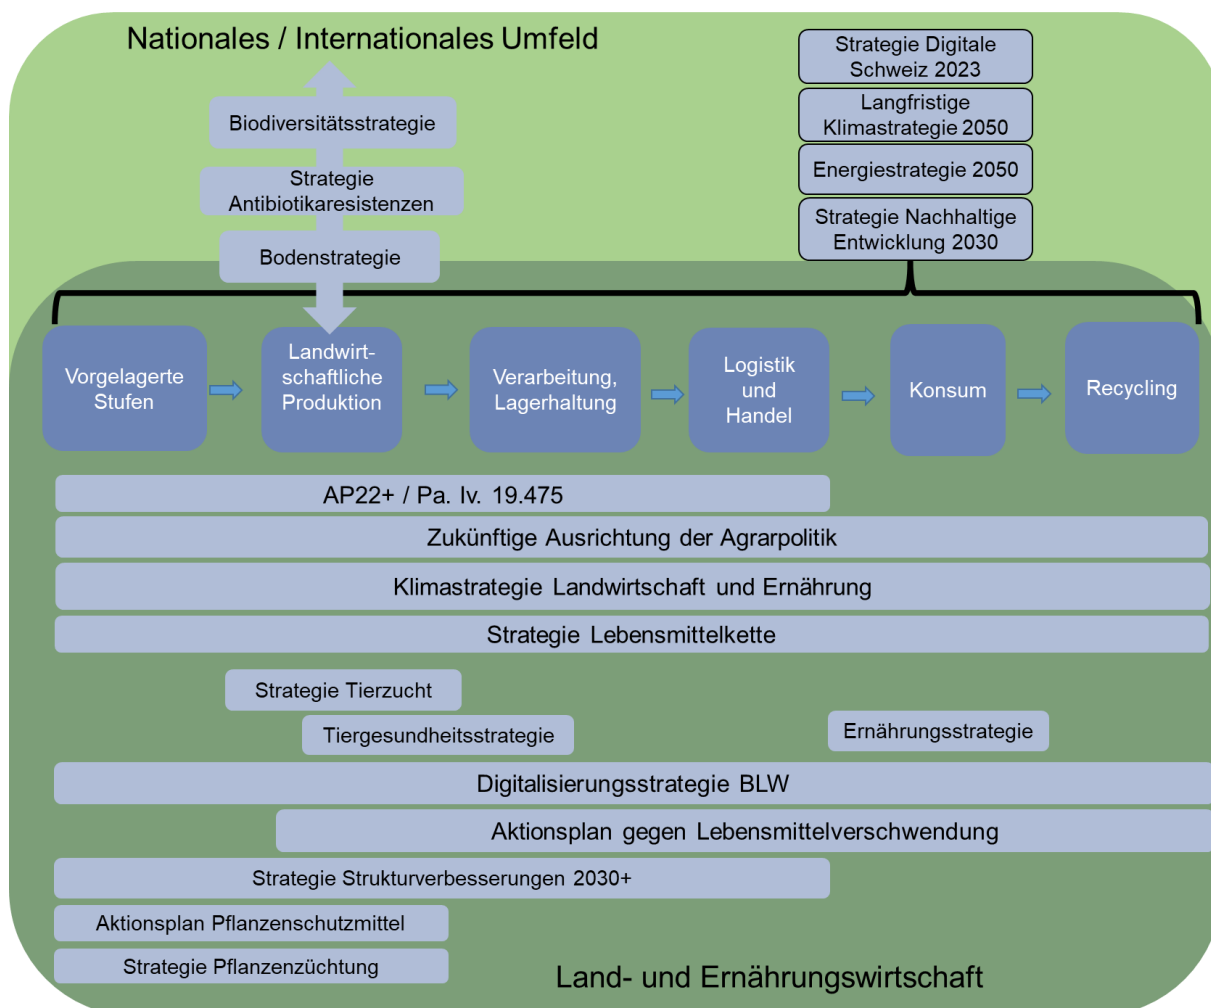 Nationales / Internationales Umfeld
Strategie Digitale
Schweiz 2023
Langfristige
Klimastrategie 2050
Energiestrategie 2050
Strategie Nachhaltige
Entwicklung 2030
Biodiversitätsstrategie
Strategie
Antibiotikaresistenzen
Bodenstrategie
Vorgelagerte
Stufen
Landwirt-
schaftliche
Produktion
Verarbeitung,
Lagerhaltung
Logistik
und
Handel
Konsum
Recycling
AP22+ / Pa. Iv. 19.475
Zukünftige Ausrichtung der Agrarpolitik
Klimastrategie Landwirtschaft und Ernährung
Strategie Lebensmittelkette
Strategie Tierzucht
Tiergesundheitsstrategie
Ernährungsstrategie
Digitalisierungsstrategie BLW
Aktionsplan gegen Lebensmittelverschwendung
Strategie Strukturverbesserungen 2030+
Aktionsplan Pflanzenschutzmittel
Strategie Pflanzenzüchtung
Land- und Ernährungswirtschaft